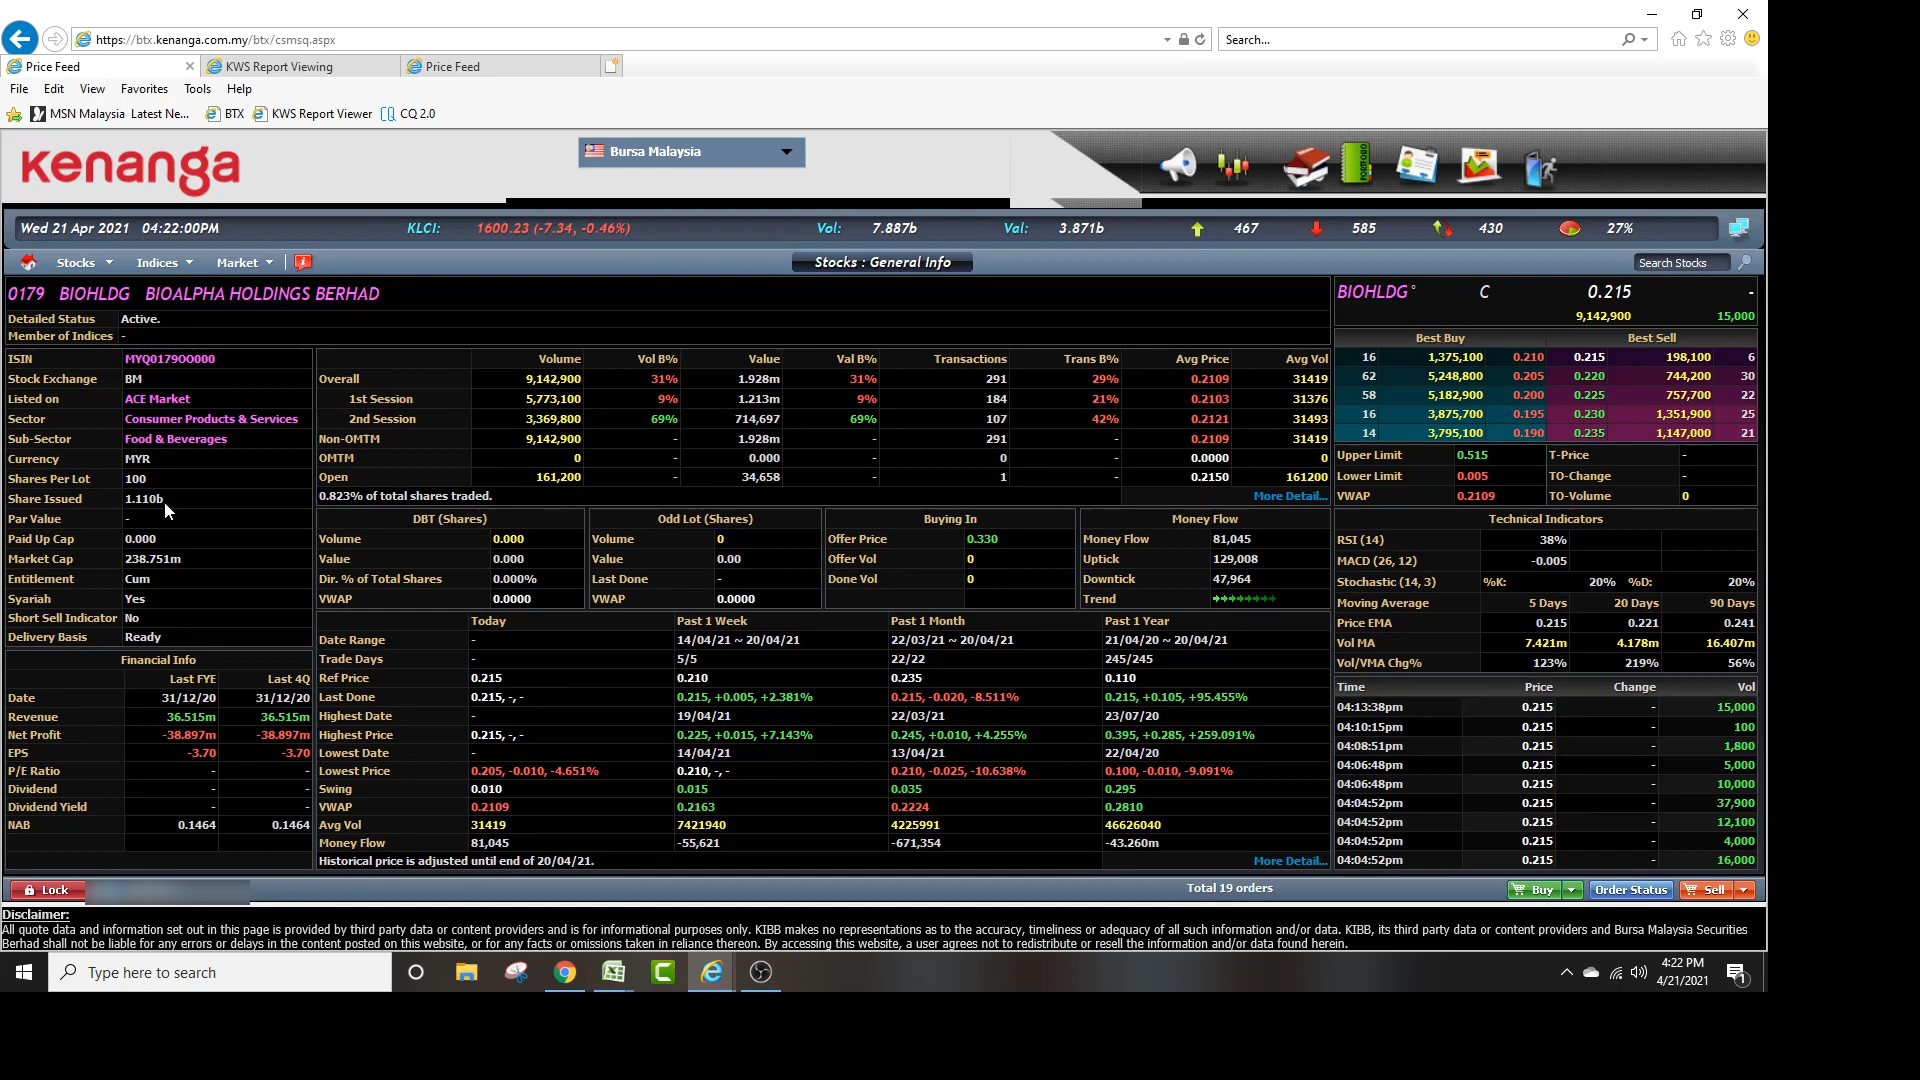 https://btx.kenanga.com.my/btx/csmsq.aspx
Search...
Price Feed
KWS Report Viewing
Price Feed
File Edit View Favorites Tools Help
MSN Malaysia Latest Ne... BTX KWS Report Viewer CQ 2.0
kenanga
Bursa Malaysia
PORTFOLIO
Wed 21 Apr 2021 04:22:00PM KLCI: 1600.23 (-7.34, -0.46%) Vol: 7.887b Val: 3.871b 467 585 430 27%
Stocks Indices Market Stocks : General Info Search Stocks
0179 BIOHLDG BIOALPHA HOLDINGS BERHAD
Detailed Status Active.
Member of Indices -
ISIN MYQ0179OO000
Stock Exchange BM
Listed on ACE Market
Sector Consumer Products & Services
Sub-Sector Food & Beverages
Currency MYR
Shares Per Lot 100
Share Issued 1.110b
Par Value -
Paid Up Cap 0.000
Market Cap 238.751m
Entitlement Cum
Syariah Yes
Short Sell Indicator No
Delivery Basis Ready
Financial Info
Last FYE Last 4Q
Date 31/12/20 31/12/20
Revenue 36.515m 36.515m
Net Profit -38.897m -38.897m
EPS -3.70 -3.70
P/E Ratio - -
Dividend - -
Dividend Yield - -
NAB 0.1464 0.1464
Volume Vol B% Value Val B% Transactions Trans B% Avg Price Avg Vol
Overall 9,142,900 31% 1.928m 31% 291 29% 0.2109 31419
1st Session 5,773,100 9% 1.213m 9% 184 21% 0.2103 31376
2nd Session 3,369,800 69% 714,697 69% 107 42% 0.2121 31493
Non-OMTM 9,142,900 - 1.928m - 291 - 0.2109 31419
OMTM 0 - 0.000 - 0 - 0.0000 0
Open 161,200 - 34,658 - 1 - 0.2150 161200
0.823% of total shares traded. More Detail...
DBT (Shares) Odd Lot (Shares) Buying In Money Flow
Volume 0.000 Volume 0 Offer Price 0.330 Money Flow 81,045
Value 0.000 Value 0.00 Offer Vol 0 Uptick 129,008
Dir. % of Total Shares 0.000% Last Done - Done Vol 0 Downtick 47,964
VWAP 0.0000 VWAP 0.0000 Trend
Today Past 1 Week Past 1 Month Past 1 Year
Date Range - 14/04/21 ~ 20/04/21 22/03/21 ~ 20/04/21 21/04/20 ~ 20/04/21
Trade Days - 5/5 22/22 245/245
Ref Price 0.215 0.210 0.235 0.110
Last Done 0.215, -, - 0.215, +0.005, +2.381% 0.215, -0.020, -8.511% 0.215, +0.105, +95.455%
Highest Date - 19/04/21 22/03/21 23/07/20
Highest Price 0.215, -, - 0.225, +0.015, +7.143% 0.245, +0.010, +4.255% 0.395, +0.285, +259.091%
Lowest Date - 14/04/21 13/04/21 22/04/20
Lowest Price 0.205, -0.010, -4.651% 0.210, -, - 0.210, -0.025, -10.638% 0.100, -0.010, -9.091%
Swing 0.010 0.015 0.035 0.295
VWAP 0.2109 0.2163 0.2224 0.2810
Avg Vol 31419 7421940 4225991 46626040
Money Flow 81,045 -55,621 -671,354 -43.260m
Historical price is adjusted until end of 20/04/21. More Detail...
BIOHLDG° C 0.215 -
9,142,900 15,000
Best Buy Best Sell
16 1,375,100 0.210 0.215 198,100 6
62 5,248,800 0.205 0.220 744,200 30
58 5,182,900 0.200 0.225 757,700 22
16 3,875,700 0.195 0.230 1,351,900 25
14 3,795,100 0.190 0.235 1,147,000 21
Upper Limit 0.515 T-Price -
Lower Limit 0.005 TO-Change -
VWAP 0.2109 TO-Volume 0
Technical Indicators
RSI (14) 38%
MACD (26, 12) -0.005
Stochastic (14, 3) %K: 20% %D: 20%
Moving Average 5 Days 20 Days 90 Days
Price EMA 0.215 0.221 0.241
Vol MA 7.421m 4.178m 16.407m
Vol/VMA Chg% 123% 219% 56%
Time Price Change Vol
04:13:38pm 0.215 - 15,000
04:10:15pm 0.215 - 100
04:08:51pm 0.215 - 1,800
04:06:48pm 0.215 - 5,000
04:06:48pm 0.215 - 10,000
04:04:52pm 0.215 - 37,900
04:04:52pm 0.215 - 12,100
04:04:52pm 0.215 - 4,000
04:04:52pm 0.215 - 16,000
Lock Total 19 orders Buy Order Status Sell
Disclaimer:
All quote data and information set out in this page is provided by third party data or content providers and is for informational purposes only. KIBB makes no representations as to the accuracy, timeliness or adequacy of all such information and/or data. KIBB, its third party data or content providers and Bursa Malaysia Securities
Berhad shall not be liable for any errors or delays in the content posted on this website, or for any facts or omissions taken in reliance thereon. By accessing this website, a user agrees not to redistribute or resell the information and/or data found herein.
Type here to search
4:22 PM
4/21/2021
1